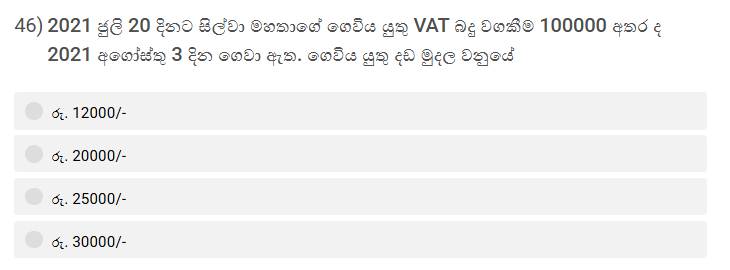 46) 2021 ජුලි 20 දිනට සිල්වා මහතාගේ ගෙවිය යුතු VAT බදු වගකීම 100000 අතර ද
2021 අගෝස්තු 3 දින ගෙවා ඇත. ගෙවිය යුතු දඩ මුදල වනුයේ
රු. 12000/-
රු. 20000/-
රු. 25000/-
රු. 30000/-